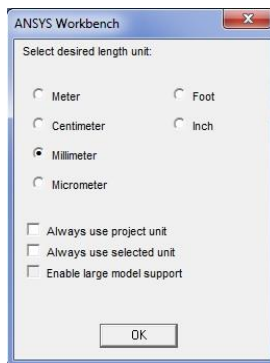 ANSYS Workbench
Select desired length unit:
Meter Foot
Centimeter Inch
Millimeter
Micrometer
Always use project unit
Always use selected unit
Enable large model support
OK